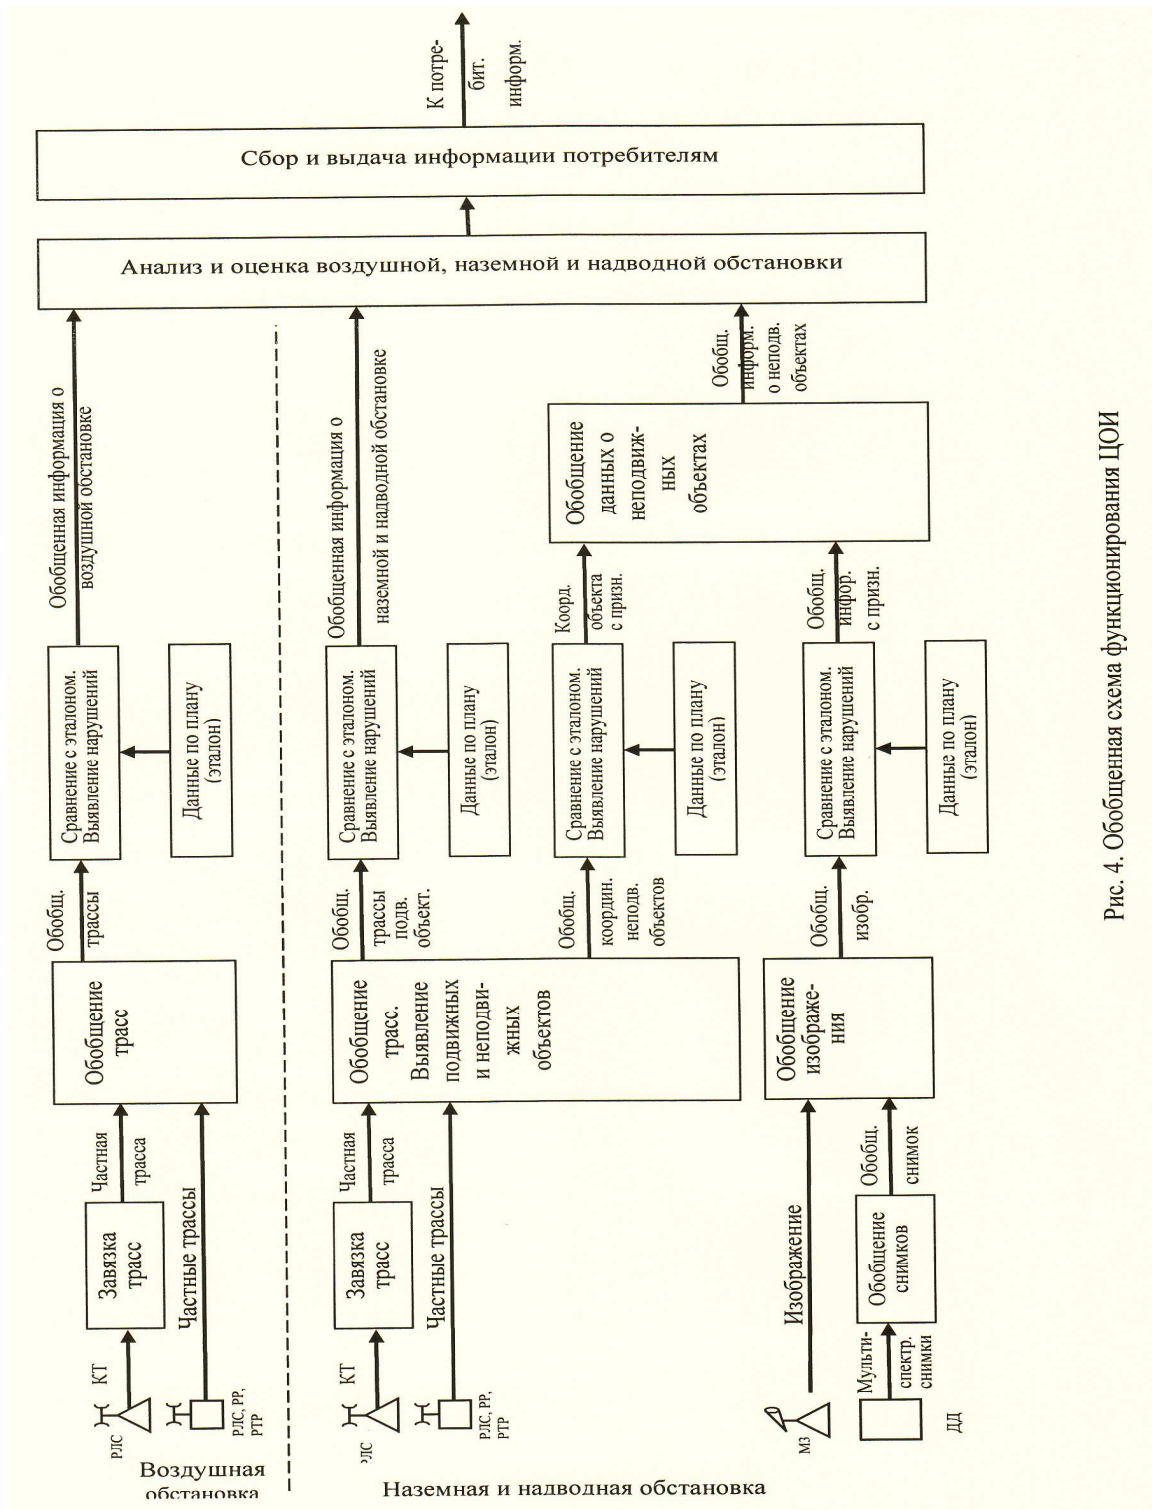 К потре-
бит.
информ.
Сбор и выдача информации потребителям
Анализ и оценка воздушной, наземной и надводной обстановки
Обобщенная информация о
воздушной обстановке
Обобщенная информация о
наземной и надводной обстановке
Обобщ.
информ.
о неподв.
объектах
Обобщение
данных о
неподвиж-
ных
объектах
Коорд.
объекта
с призн.
Обобщ.
инфор.
с призн.
Сравнение с эталоном.
Выявление нарушений
Данные по плану
(эталон)
Сравнение с эталоном.
Выявление нарушений
Данные по плану
(эталон)
Сравнение с эталоном.
Выявление нарушений
Данные по плану
(эталон)
Сравнение с эталоном.
Выявление нарушений
Данные по плану
(эталон)
Обобщ.
трассы
Обобщ.
трассы
подв.
объект.
Обобщ.
координ.
неподв.
объектов
Обобщ.
изобр.
Обобщение
трасс
Обобщение
трасс.
Выявление
подвижных
и неподви-
жных
объектов
Обобщение
изображе-
ния
Частная
трасса
Частные трассы
Частная
трасса
Частные трассы
Изображение
Обобщ.
снимок
Завязка
трасс
Завязка
трасс
Обобщение
снимков
КТ
КТ
Мульти-
спектр.
снимки
РЛС
РЛС, РР,
РТР
РЛС
РЛС, РР,
РТР
МЗ
ДД
Воздушная
обстановка
Наземная и надводная обстановка
Рис. 4. Обобщенная схема функционирования ЦОИ